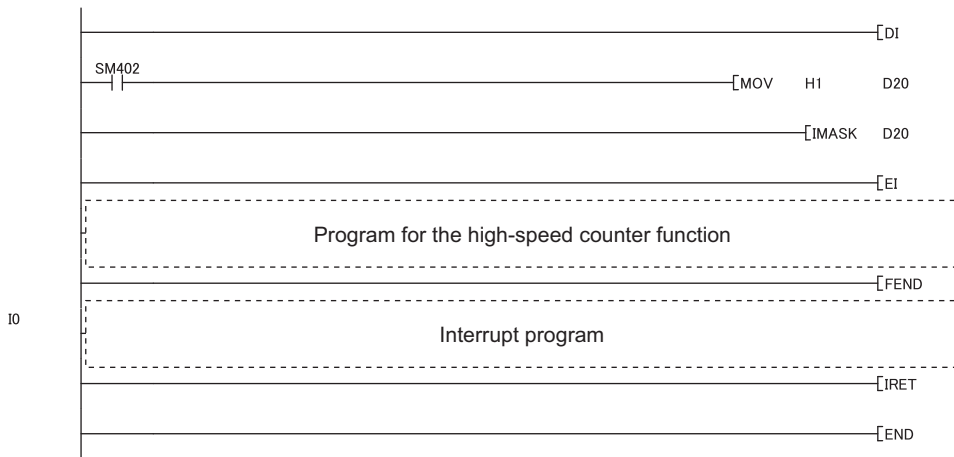 [DI
SM402
[MOV H1 D20
[IMASK D20
[EI
Program for the high-speed counter function
[FEND
I0
Interrupt program
[IRET
[END